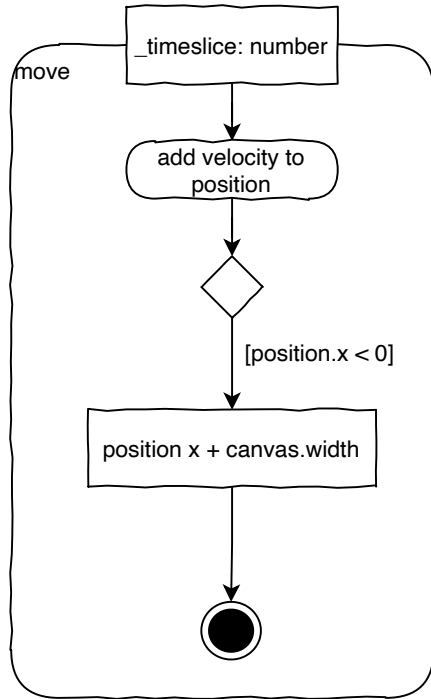 _timeslice: number
move
add velocity to
position
[position.x < 0]
position x + canvas.width